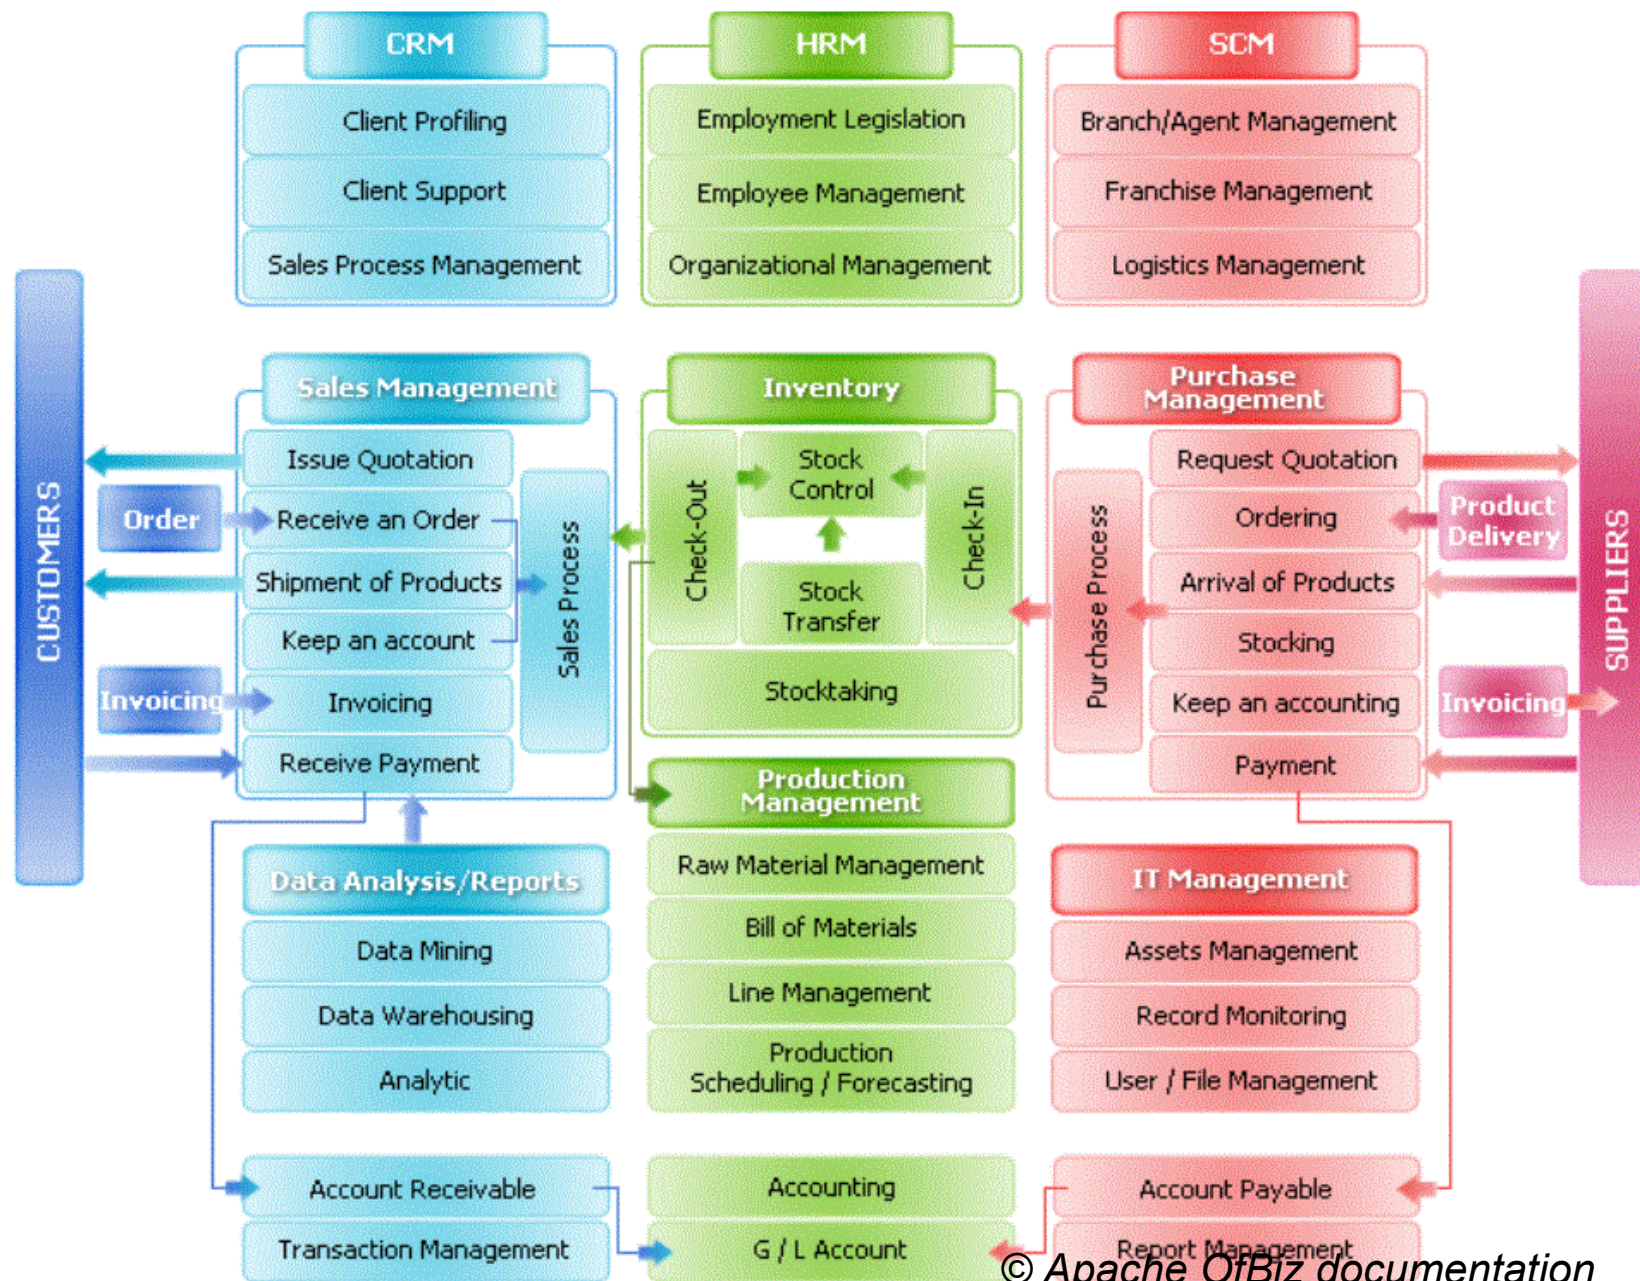 CRM
Client Profiling
Client Support
Sales Process Management
HRM
Employment Legislation
Employee Management
Organizational Management
SCM
Branch/Agent Management
Franchise Management
Logistics Management
CUSTOMERS
Order
Invoicing
Sales Management
Issue Quotation
Receive an Order
Shipment of Products
Keep an account
Invoicing
Receive Payment
Sales Process
Inventory
Check-Out
Stock
Control
Stock
Transfer
Check-In
Stocktaking
Purchase
Management
Purchase Process
Request Quotation
Ordering
Arrival of Products
Stocking
Keep an accounting
Payment
Product
Delivery
Invoicing
SUPPLIERS
Data Analysis/Reports
Data Mining
Data Warehousing
Analytic
Production
Management
Raw Material Management
Bill of Materials
Line Management
Production
Scheduling / Forecasting
IT Management
Assets Management
Record Monitoring
User / File Management
Account Receivable
Transaction Management
Accounting
G / L Account
Account Payable
Report Management
© Apache OfBiz documentation